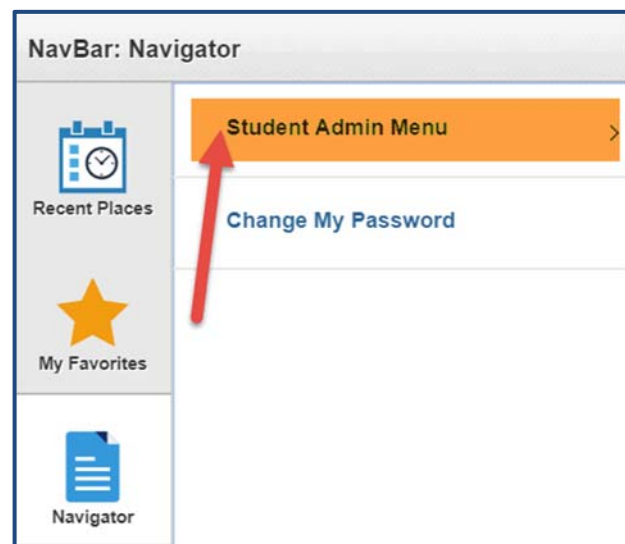 NavBar: Navigator
Recent Places
My Favorites
Navigator
Student Admin Menu
Change My Password